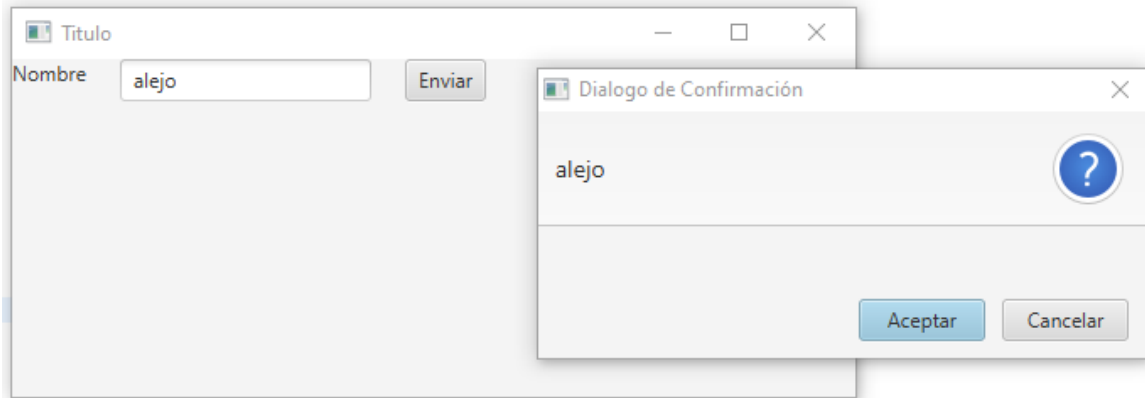 Titulo
Nombre alejo Enviar
Dialogo de Confirmación
alejo
?
Aceptar Cancelar